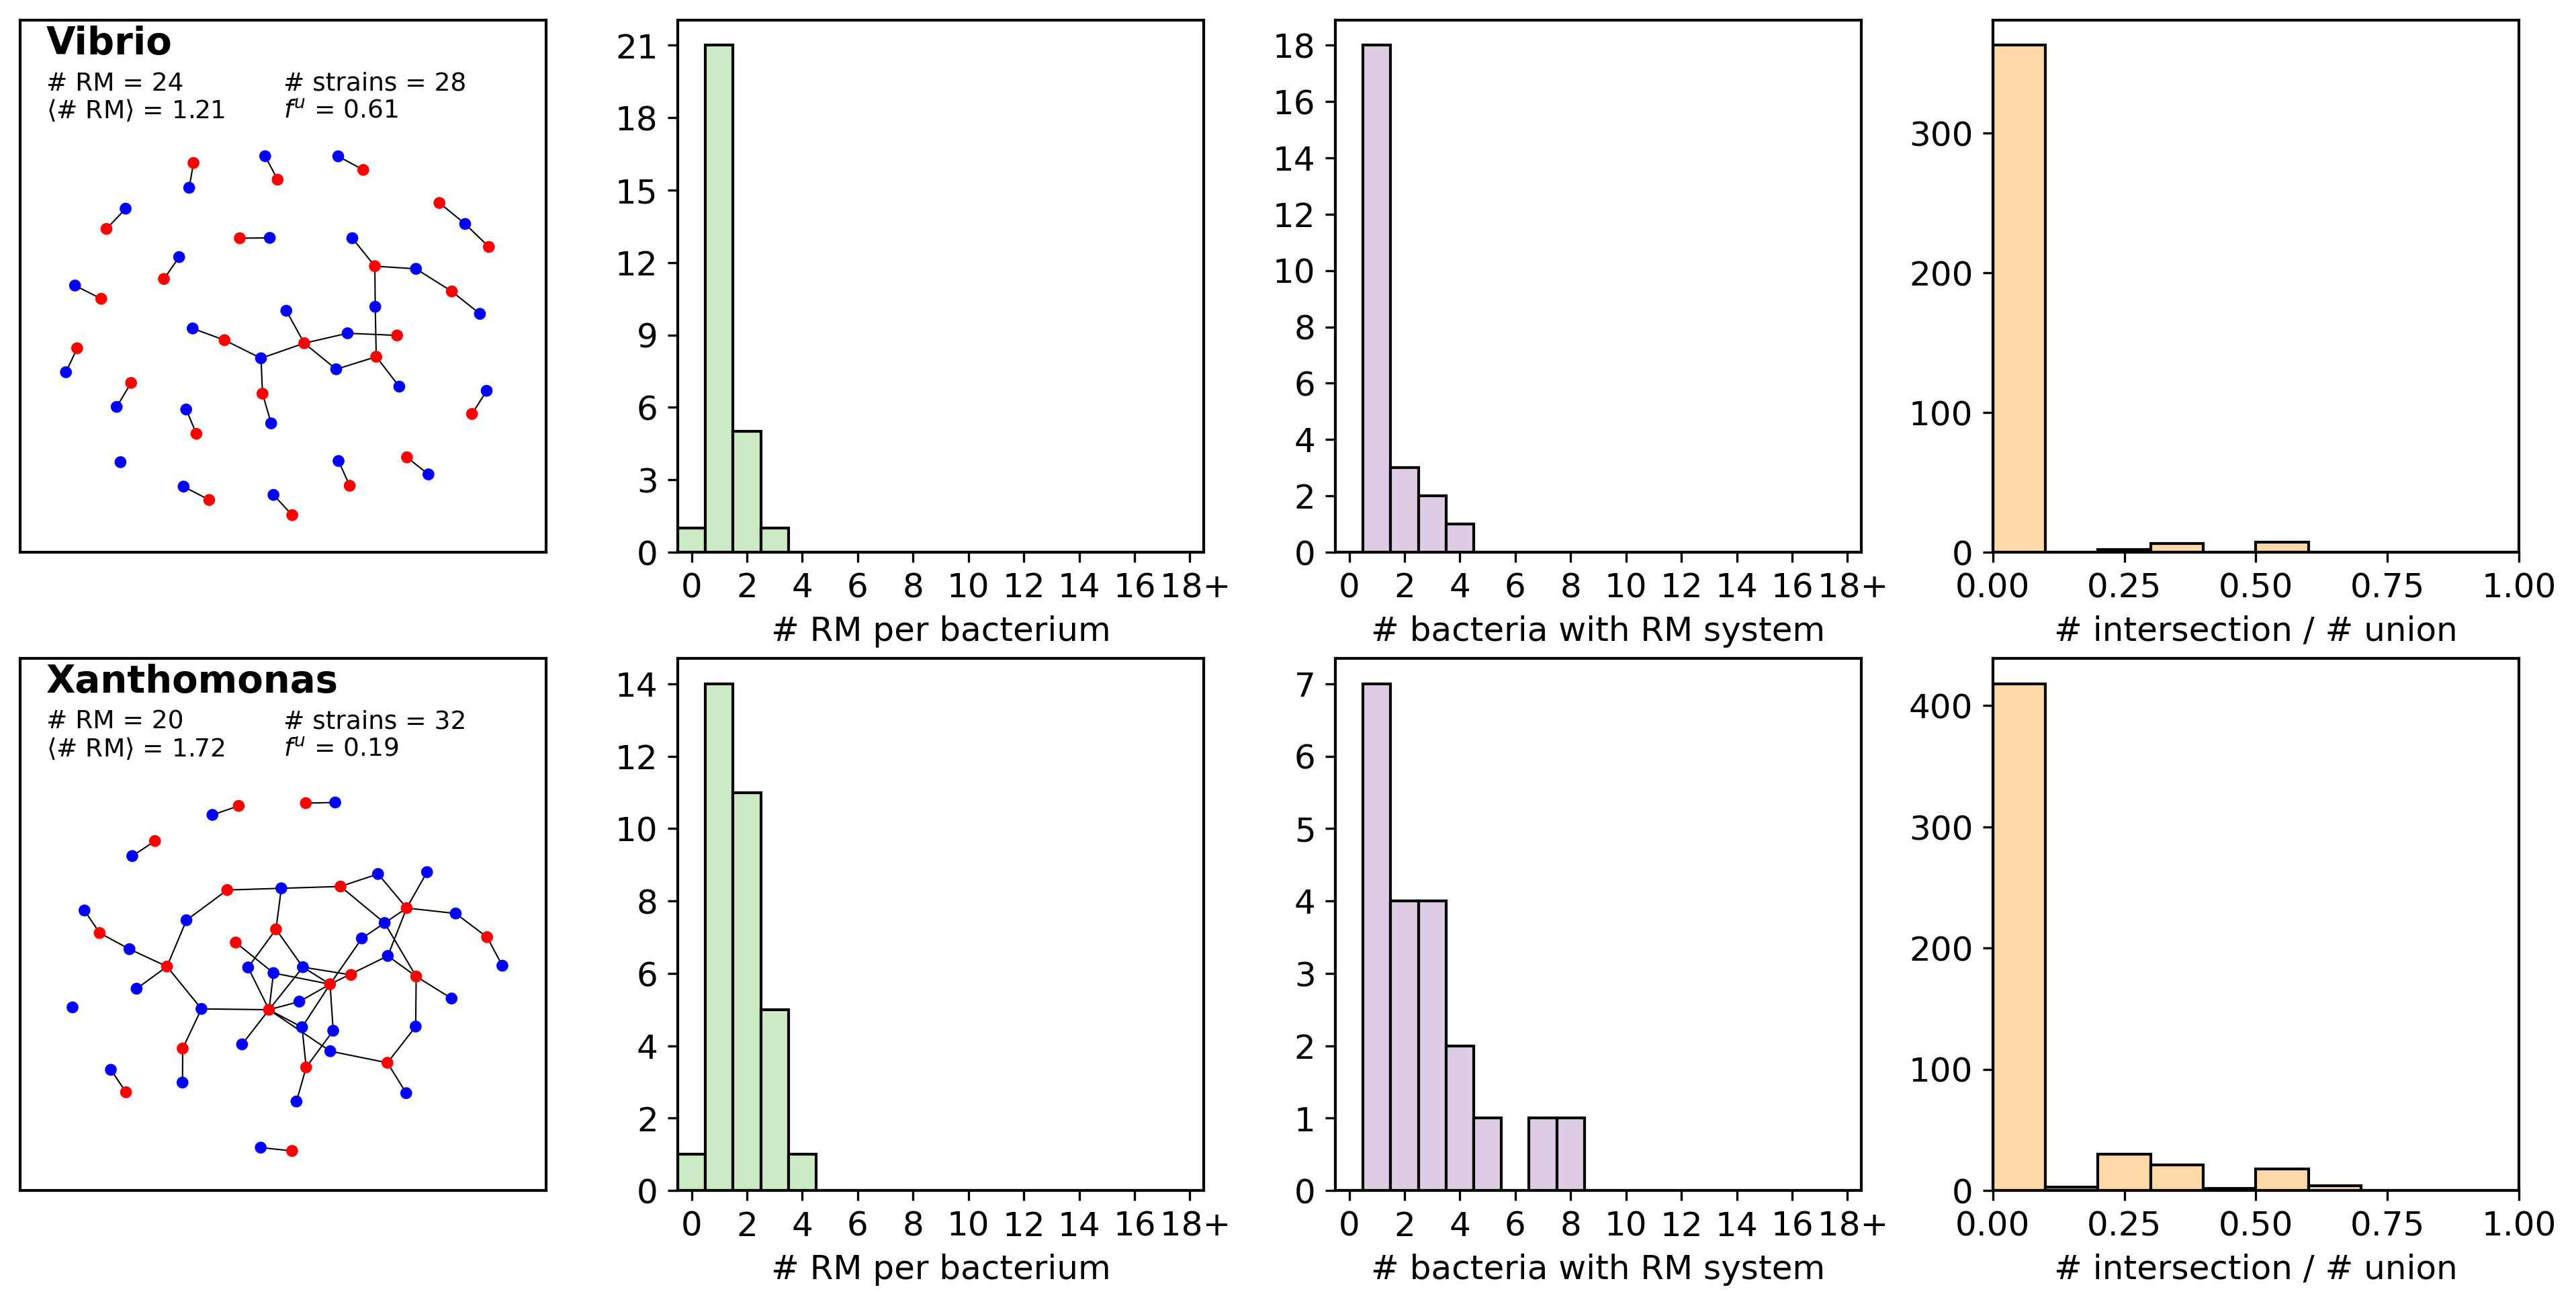 Vibrio
# RM = 24 # strains = 28
⟨# RM⟩ = 1.21 fᵘ = 0.61
21
18
15
12
9
6
3
0
0 2 4 6 8 10 12 14 16 18+
# RM per bacterium
18
16
14
12
10
8
6
4
2
0
0 2 4 6 8 10 12 14 16 18+
# bacteria with RM system
300
200
100
0
0.00 0.25 0.50 0.75 1.00
# intersection / # union
Xanthomonas
# RM = 20 # strains = 32
⟨# RM⟩ = 1.72 fᵘ = 0.19
14
12
10
8
6
4
2
0
0 2 4 6 8 10 12 14 16 18+
# RM per bacterium
7
6
5
4
3
2
1
0
0 2 4 6 8 10 12 14 16 18+
# bacteria with RM system
400
300
200
100
0
0.00 0.25 0.50 0.75 1.00
# intersection / # union